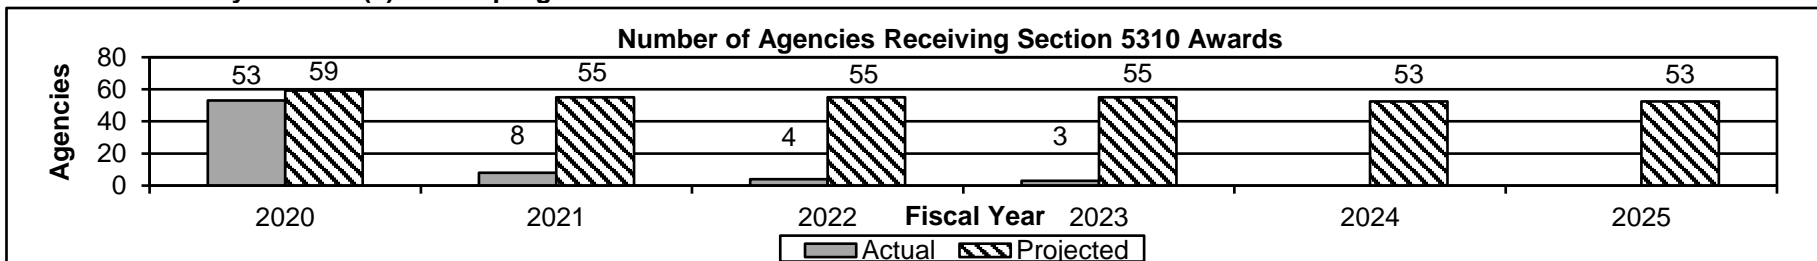 Number of Agencies Receiving Section 5310 Awards
Agencies
80
60
40
20
0
53 59 55 55 55 53 53
8 4 3
2020 2021 2022 2023 2024 2025
Fiscal Year
Actual Projected